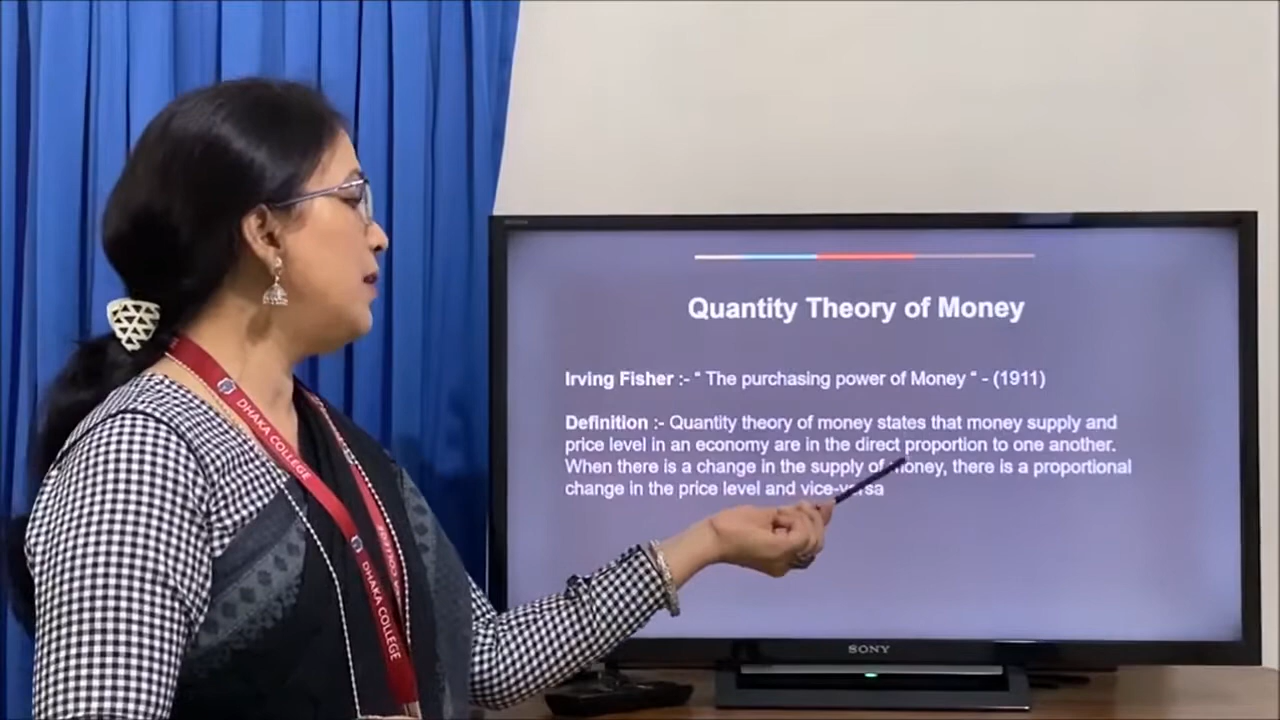 Quantity Theory of Money
Irving Fisher :- “ The purchasing power of Money “ - (1911)
Definition :- Quantity theory of money states that money supply and
price level in an economy are in the direct proportion to one another.
When there is a change in the supply of money, there is a proportional
change in the price level and vice-versa
SONY
DHAKA COLLEGE
DHAKA COLLEGE